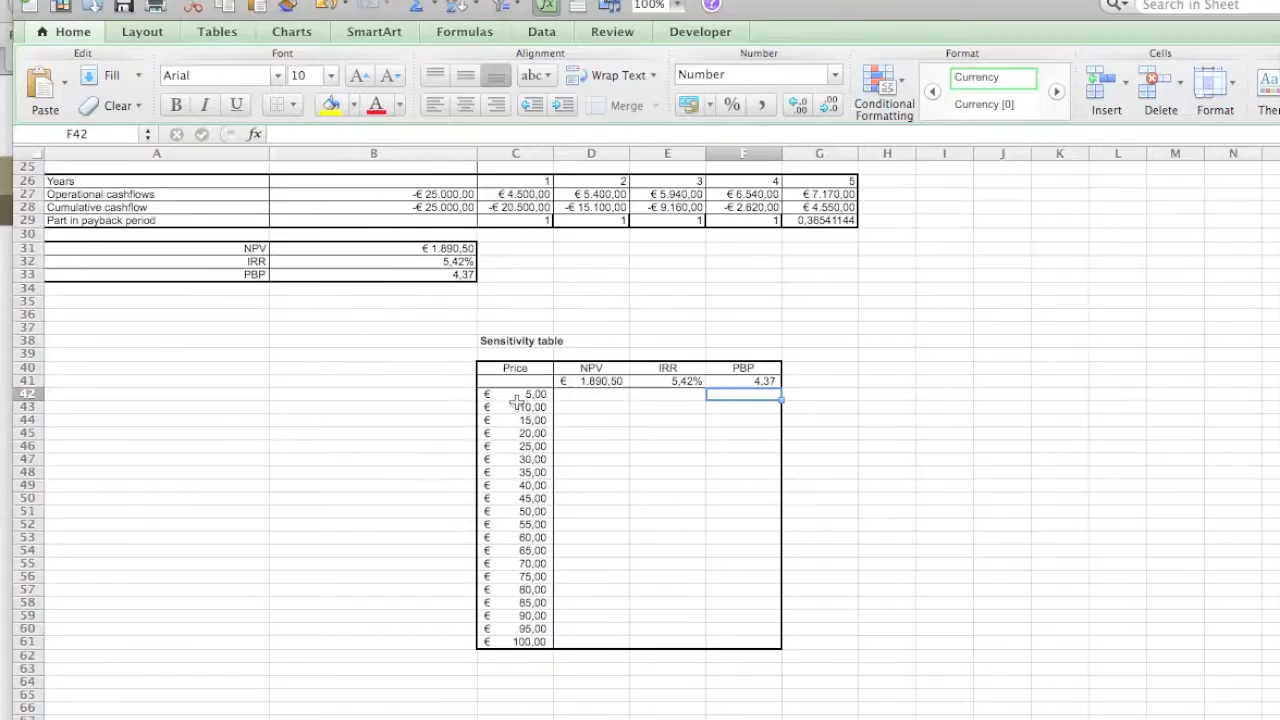 100%
Search in Sheet
Home Layout Tables Charts SmartArt Formulas Data Review Developer
Edit Font Alignment Number Format Cells
Fill Arial 10 A A abc Wrap Text Number Conditional Formatting Currency
Paste Clear B I U A Merge % , Currency [0] Insert Delete Format
F42 fx
A B C D E F G H I J K L M N
25
26 Years 1 2 3 4 5
27 Operational cashflows -€ 25.000,00 € 4.500,00 € 5.400,00 € 5.940,00 € 6.540,00 € 7.170,00
28 Cumulative cashflow -€ 25.000,00 -€ 20.500,00 -€ 15.100,00 -€ 9.160,00 -€ 2.620,00 € 4.550,00
29 Part in payback period 1 1 1 1 0,36541144
30
31 NPV € 1.890,50
32 IRR 5,42%
33 PBP 4,37
34
35
36
37
38 Sensitivity table
39
40 Price NPV IRR PBP
41 € 1.890,50 5,42% 4,37
42 € 5,00
43 € 10,00
44 € 15,00
45 € 20,00
46 € 25,00
47 € 30,00
48 € 35,00
49 € 40,00
50 € 45,00
51 € 50,00
52 € 55,00
53 € 60,00
54 € 65,00
55 € 70,00
56 € 75,00
57 € 80,00
58 € 85,00
59 € 90,00
60 € 95,00
61 € 100,00
62
63
64
65
66